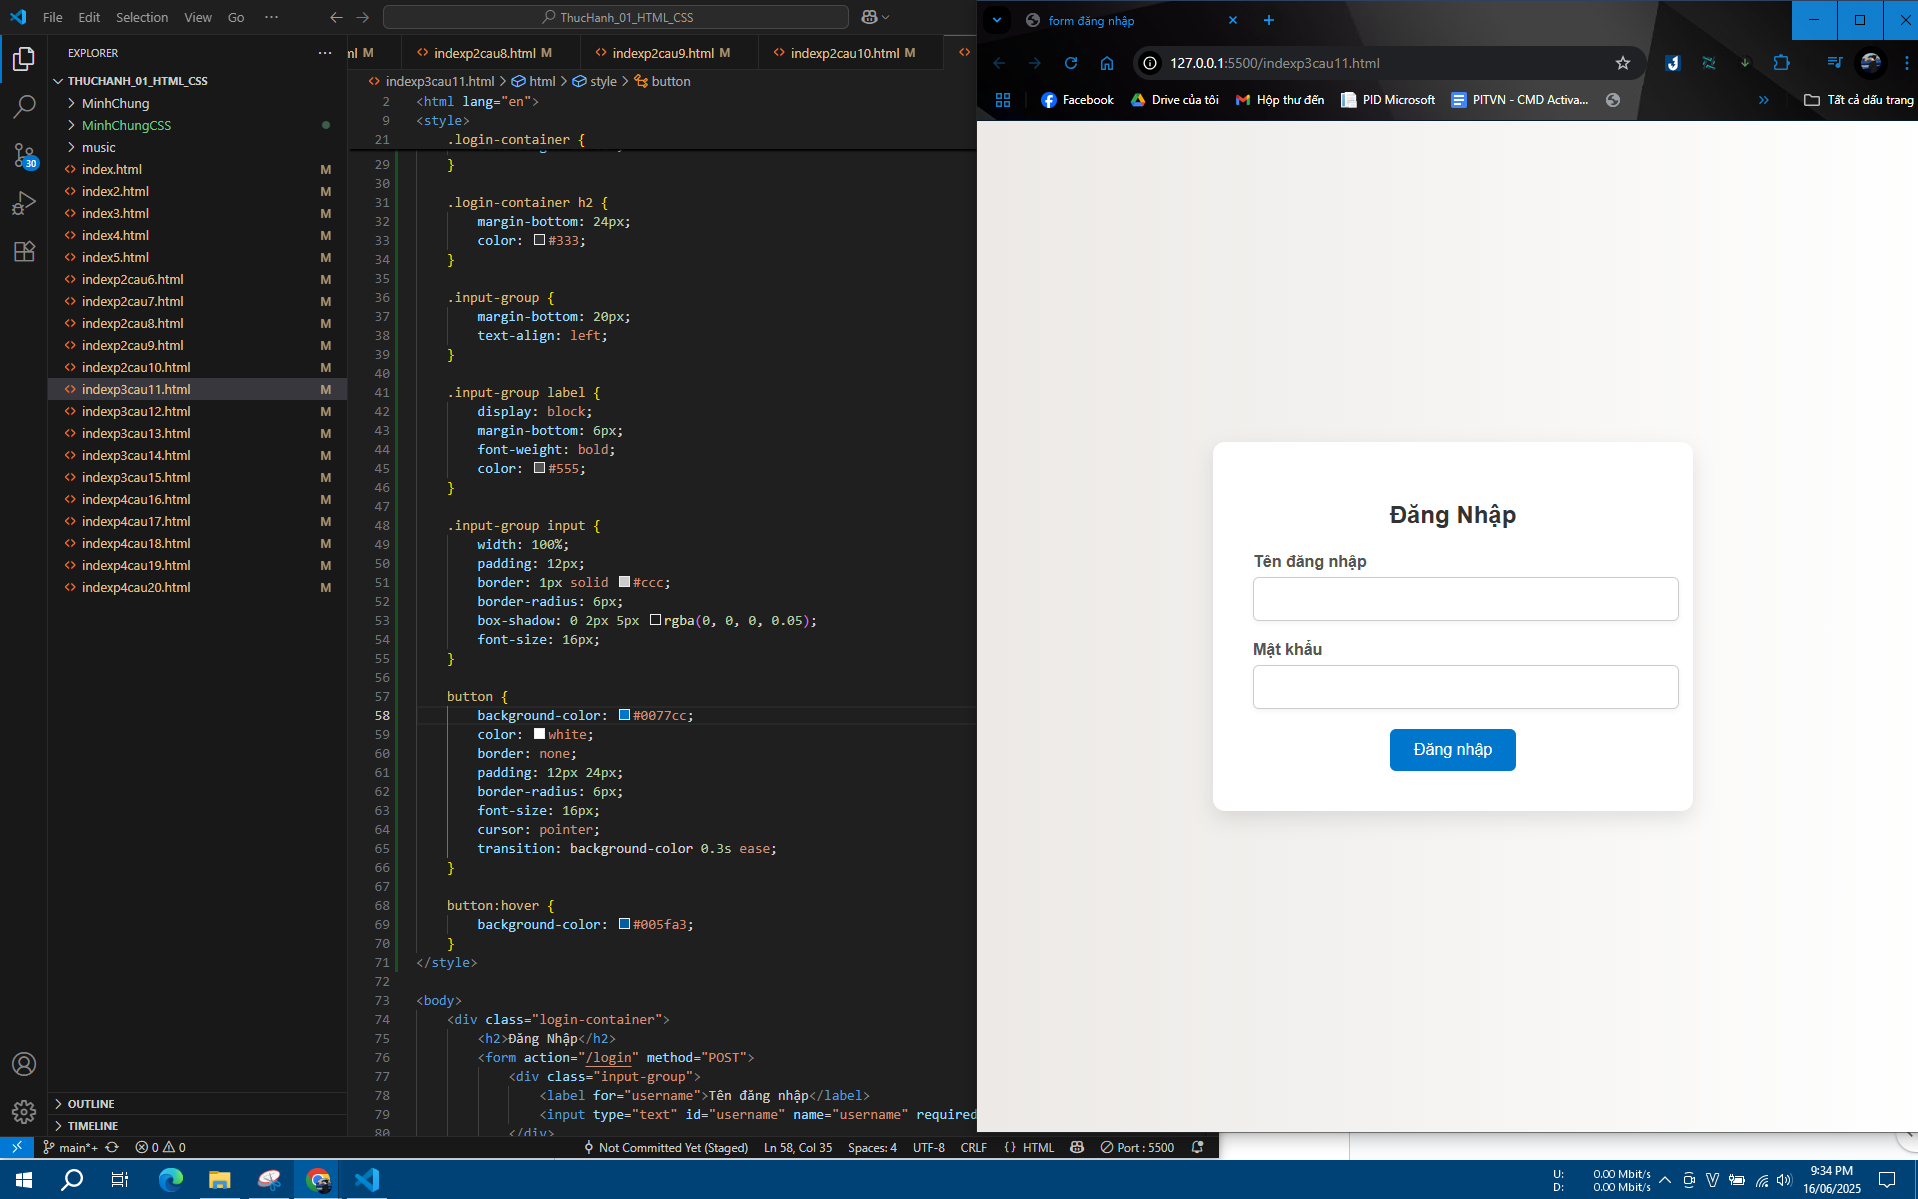 File Edit Selection View Go ··· ThucHanh_01_HTML_CSS
EXPLORER
THUCHANH_01_HTML_CSS
MinhChung
MinhChungCSS
music
index.html M
index2.html M
index3.html M
index4.html M
index5.html M
indexp2cau6.html M
indexp2cau7.html M
indexp2cau8.html M
indexp2cau9.html M
indexp2cau10.html M
indexp3cau11.html M
indexp3cau12.html M
indexp3cau13.html M
indexp3cau14.html M
indexp3cau15.html M
indexp4cau16.html M
indexp4cau17.html M
indexp4cau18.html M
indexp4cau19.html M
indexp4cau20.html M
OUTLINE
TIMELINE
30
ml M <> indexp2cau8.html M <> indexp2cau9.html M <> indexp2cau10.html M <>
<> indexp3cau11.html > html > style > button
2 <html lang="en">
9 <style>
21 .login-container {
29 }
30
31 .login-container h2 {
32 margin-bottom: 24px;
33 color: #333;
34 }
35
36 .input-group {
37 margin-bottom: 20px;
38 text-align: left;
39 }
40
41 .input-group label {
42 display: block;
43 margin-bottom: 6px;
44 font-weight: bold;
45 color: #555;
46 }
47
48 .input-group input {
49 width: 100%;
50 padding: 12px;
51 border: 1px solid #ccc;
52 border-radius: 6px;
53 box-shadow: 0 2px 5px rgba(0, 0, 0, 0.05);
54 font-size: 16px;
55 }
56
57 button {
58 background-color: #0077cc;
59 color: white;
60 border: none;
61 padding: 12px 24px;
62 border-radius: 6px;
63 font-size: 16px;
64 cursor: pointer;
65 transition: background-color 0.3s ease;
66 }
67
68 button:hover {
69 background-color: #005fa3;
70 }
71 </style>
72
73 <body>
74 <div class="login-container">
75 <h2>Đăng Nhập</h2>
76 <form action="/login" method="POST">
77 <div class="input-group">
78 <label for="username">Tên đăng nhập</label>
79 <input type="text" id="username" name="username" required
80 </div>
main*+ 0 0 Not Committed Yet (Staged) Ln 58, Col 35 Spaces: 4 UTF-8 CRLF {} HTML Port : 5500
form đăng nhập
127.0.0.1:5500/indexp3cau11.html
Facebook Drive của tôi Hộp thư đến PID Microsoft PITVN - CMD Activa... » Tất cả dấu trang
Đăng Nhập
Tên đăng nhập
Mật khẩu
Đăng nhập
U: 0.00 Mbit/s
D: 0.00 Mbit/s
9:34 PM
16/06/2025